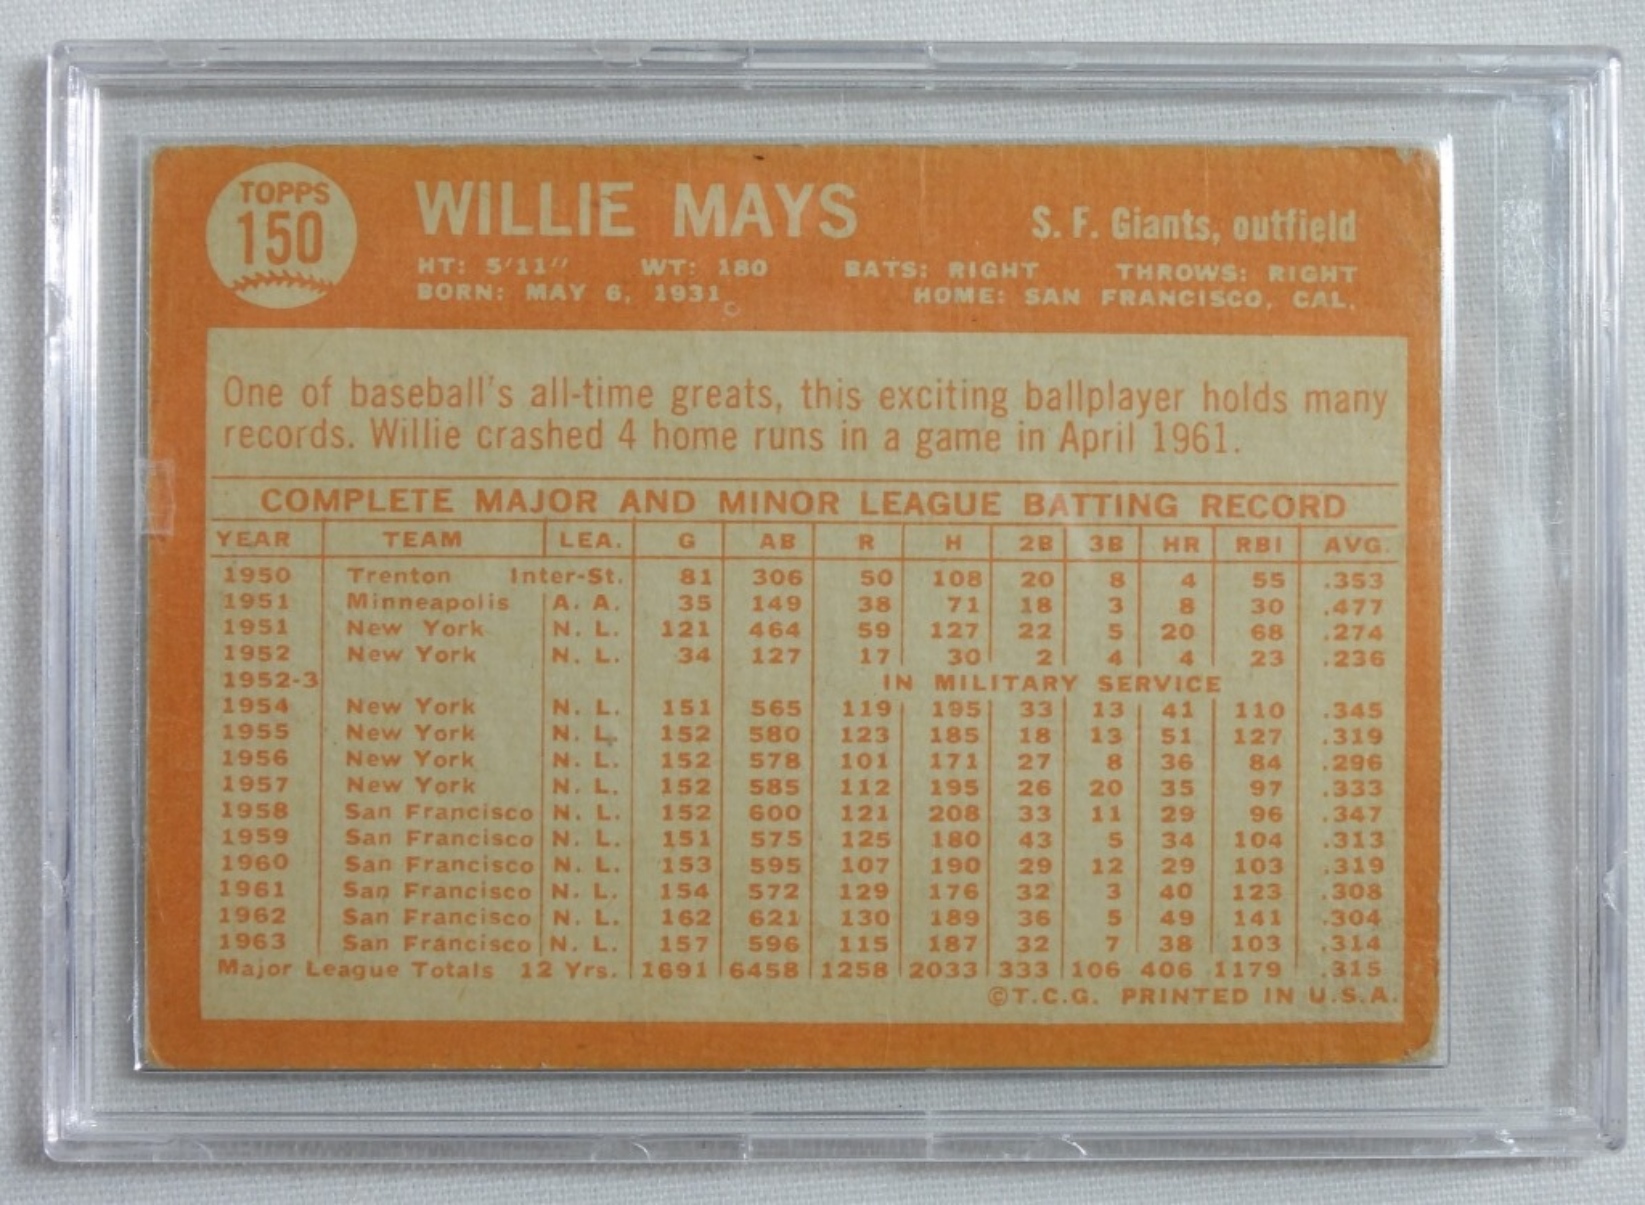 TOPPS
150
WILLIE MAYS
S. F. Giants, outfield
HT: 5'11" WT: 180 BATS: RIGHT THROWS: RIGHT
BORN: MAY 6, 1931 HOME: SAN FRANCISCO, CAL.
One of baseball's all-time greats, this exciting ballplayer holds many
records. Willie crashed 4 home runs in a game in April 1961.
COMPLETE MAJOR AND MINOR LEAGUE BATTING RECORD
YEAR TEAM LEA. G AB R H 2B 3B HR RBI AVG.
1950 Trenton Inter-St. 81 306 50 108 20 8 4 55 .353
1951 Minneapolis A. A. 35 149 38 71 18 3 8 30 .477
1951 New York N. L. 121 464 59 127 22 5 20 68 .274
1952 New York N. L. 34 127 17 30 2 4 4 23 .236
1952-3 IN MILITARY SERVICE
1954 New York N. L. 151 565 119 195 33 13 41 110 .345
1955 New York N. L. 152 580 123 185 18 13 51 127 .319
1956 New York N. L. 152 578 101 171 27 8 36 84 .296
1957 New York N. L. 152 585 112 195 26 20 35 97 .333
1958 San Francisco N. L. 152 600 121 208 33 11 29 96 .347
1959 San Francisco N. L. 151 575 125 180 43 5 34 104 .313
1960 San Francisco N. L. 153 595 107 190 29 12 29 103 .319
1961 San Francisco N. L. 154 572 129 176 32 3 40 123 .308
1962 San Francisco N. L. 162 621 130 189 36 5 49 141 .304
1963 San Francisco N. L. 157 596 115 187 32 7 38 103 .314
Major League Totals 12 Yrs. 1691 6458 1258 2033 333 106 406 1179 .315
©T.C.G. PRINTED IN U.S.A.